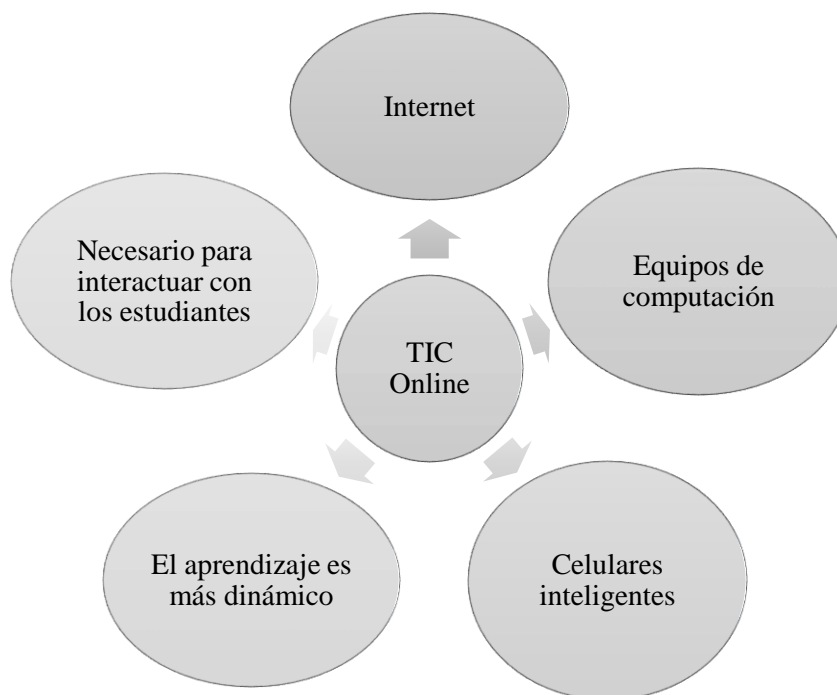 Internet
Equipos de
computación
Celulares
inteligentes
El aprendizaje es
más dinámico
Necesario para
interactuar con
los estudiantes
TIC
Online